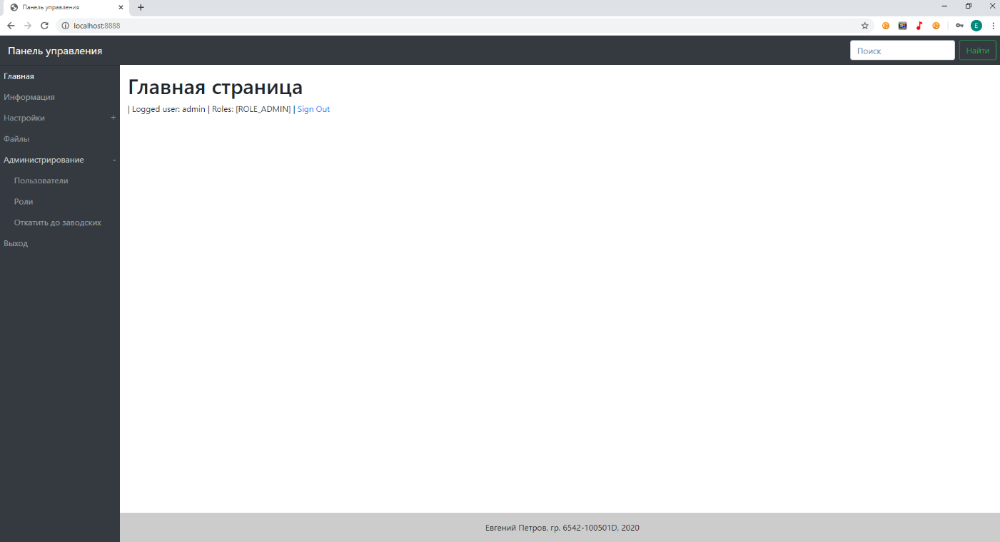 Панель управления
localhost:8888
E
Панель управления
Поиск
Найти
Главная
Информация
Настройки +
Файлы
Администрирование -
Пользователи
Роли
Откатить до заводских
Выход
Главная страница
| Logged user: admin | Roles: [ROLE_ADMIN] | Sign Out
Евгений Петров, гр. 6542-100501D, 2020